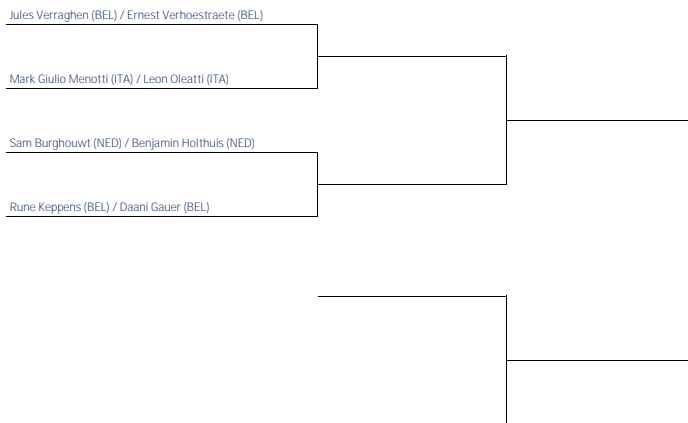 Jules Verraghen (BEL) / Ernest Verhoestraete (BEL)
Mark Giulio Menotti (ITA) / Leon Oleatti (ITA)
Sam Burghouwt (NED) / Benjamin Holthuis (NED)
Rune Keppens (BEL) / Daani Gauer (BEL)